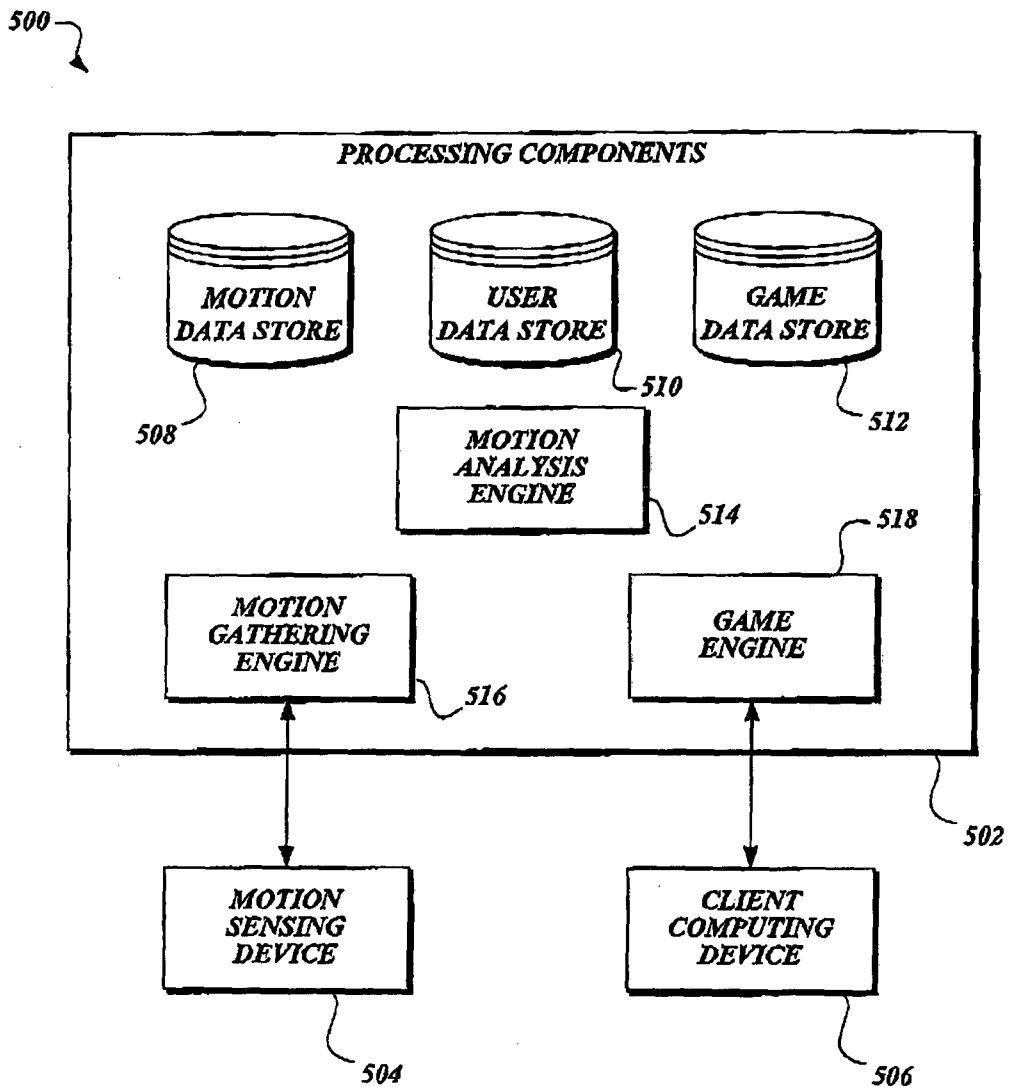 500
PROCESSING COMPONENTS
MOTION
DATA STORE
USER
DATA STORE
GAME
DATA STORE
508
510
512
MOTION
ANALYSIS
ENGINE
514
518
MOTION
GATHERING
ENGINE
516
GAME
ENGINE
502
MOTION
SENSING
DEVICE
504
CLIENT
COMPUTING
DEVICE
506